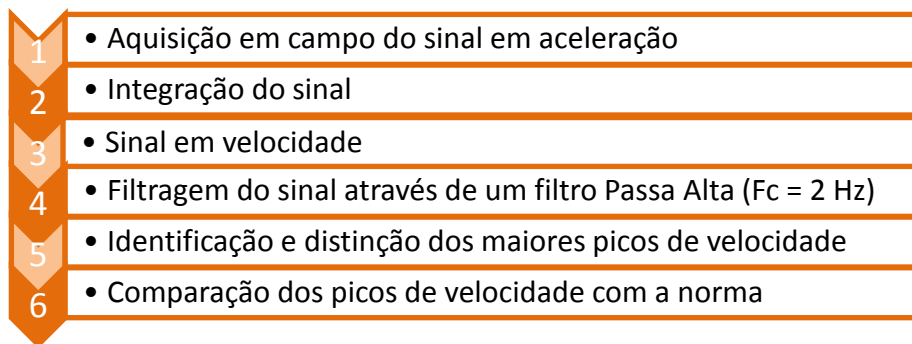 1 • Aquisição em campo do sinal em aceleração
2 • Integração do sinal
3 • Sinal em velocidade
4 • Filtragem do sinal através de um filtro Passa Alta (Fc = 2 Hz)
5 • Identificação e distinção dos maiores picos de velocidade
6 • Comparação dos picos de velocidade com a norma